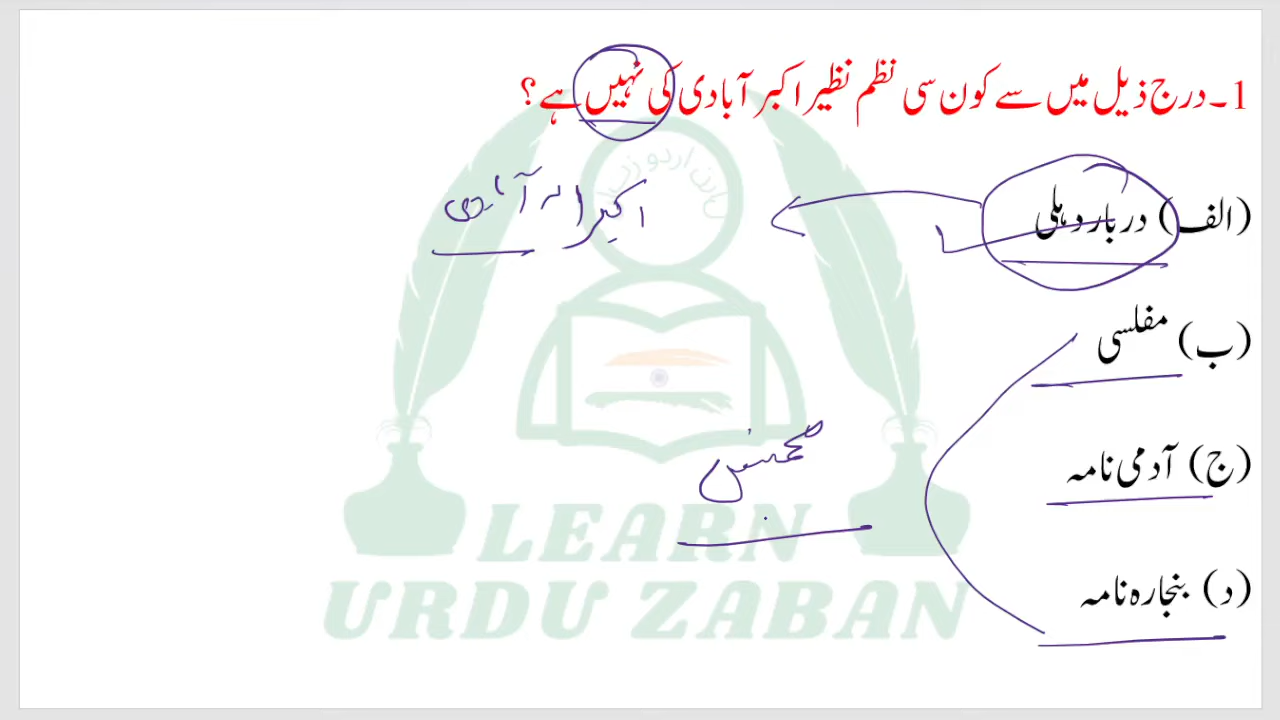 1۔درج ذیل میں سے کون سی نظم نظیر اکبر آبادی کی نہیں ہے؟
(الف) دربار دہلی
اکبر الہ آبادی
(ب) مفلسی
(ج) آدمی نامہ
مخمس
(د) بنجارہ نامہ
LEARN
URDU ZABAN